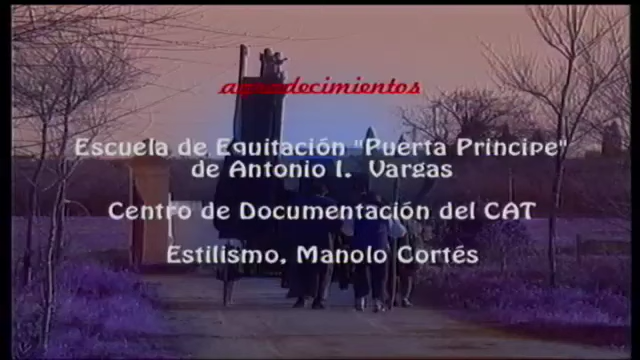 agradecimientos
Escuela de Equitación "Puerta Principe"
de Antonio I. Vargas
Centro de Documentación del CAT
Estilismo, Manolo Cortés